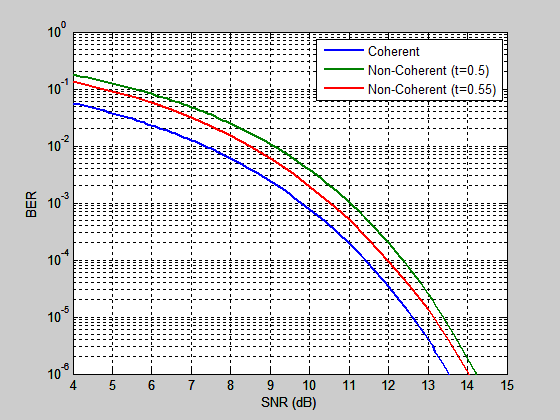 Coherent
Non-Coherent (t=0.5)
Non-Coherent (t=0.55)
BER
10^0
10^-1
10^-2
10^-3
10^-4
10^-5
10^-6
4 5 6 7 8 9 10 11 12 13 14 15
SNR (dB)